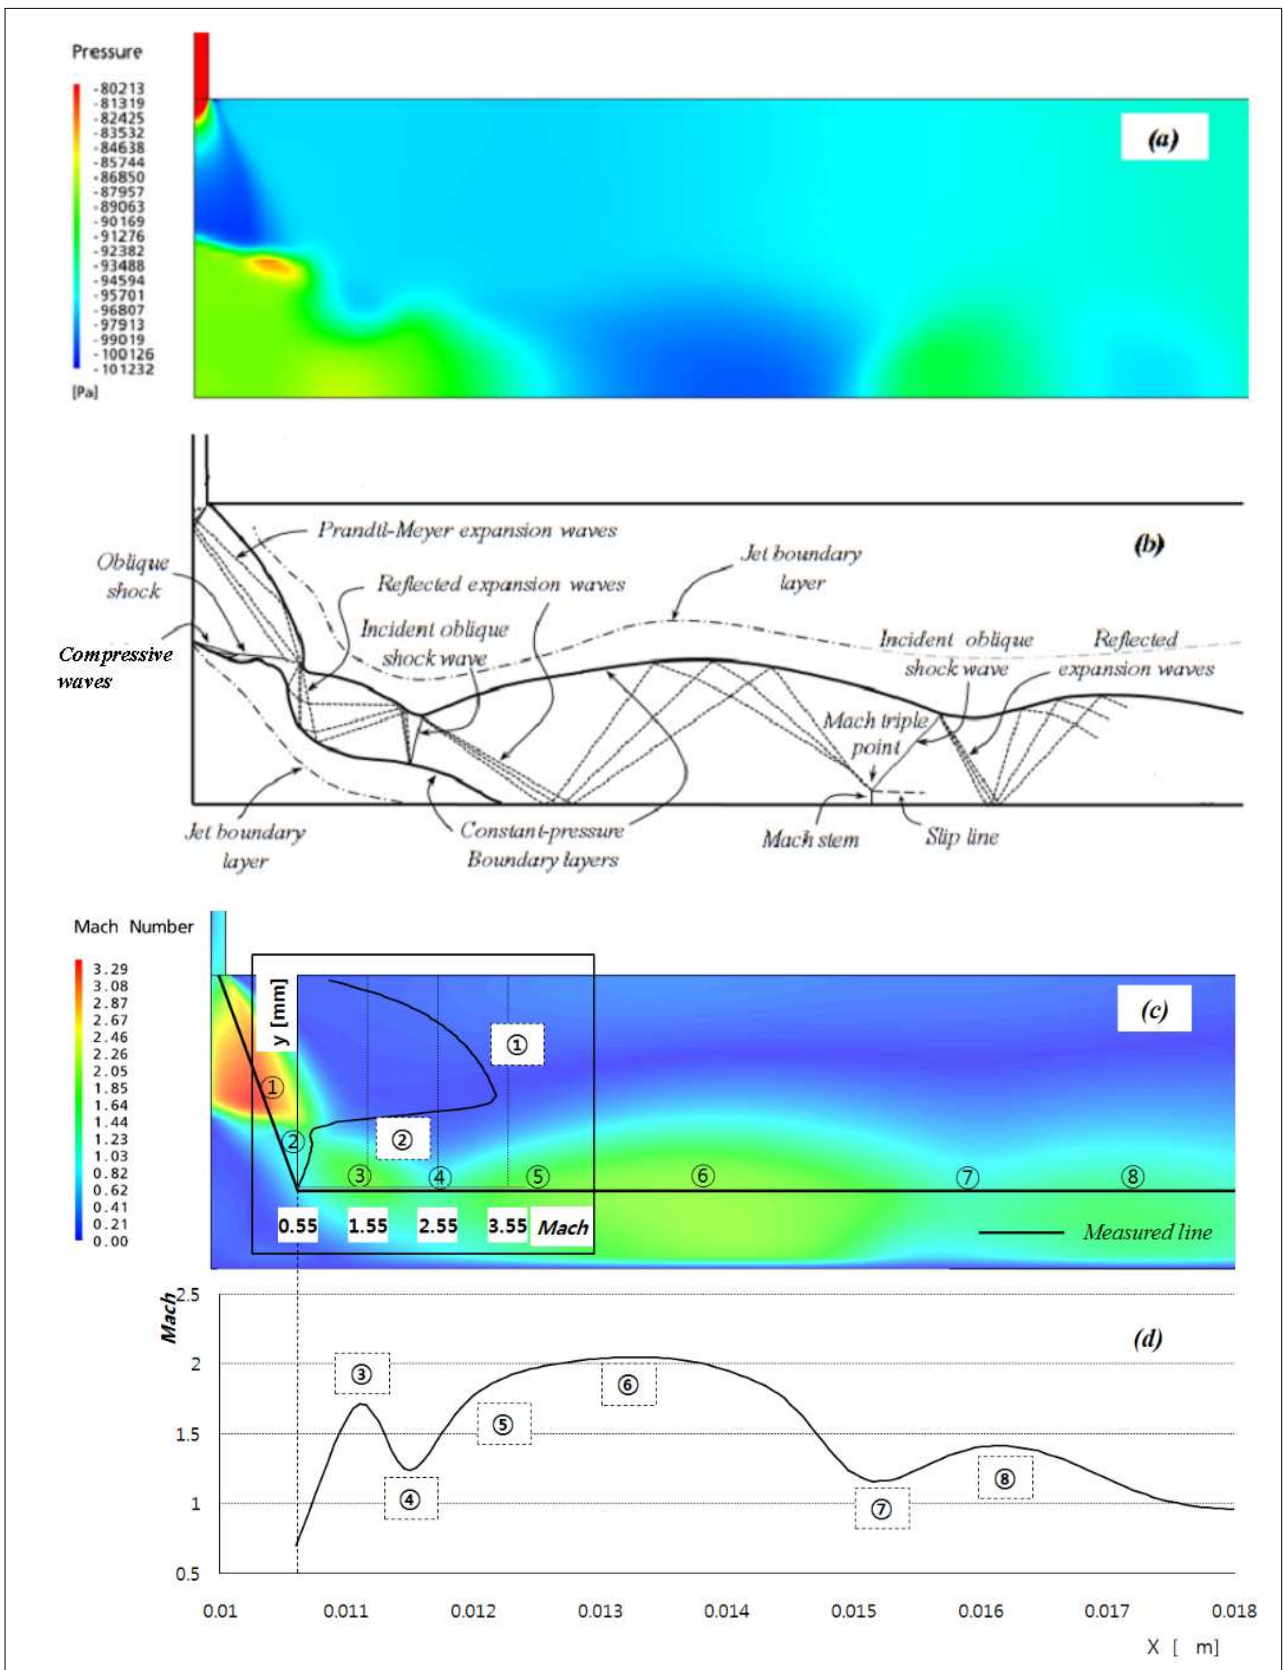 Pressure
-80213
-81319
-82425
-83532
-84638
-85744
-86850
-87957
-89063
-90169
-91276
-92382
-93488
-94594
-95701
-96807
-97913
-99019
-100126
-101232
[Pa]
(a)
Prandtl-Meyer expansion waves
(b)
Oblique
shock
Jet boundary
layer
Reflected expansion waves
Incident oblique
shock wave
Incident oblique
shock wave
Reflected
expansion waves
Compressive
waves
Mach triple
point
Jet boundary
layer
Constant-pressure
Boundary layers
Mach stem
Slip line
Mach Number
3.29
3.08
2.87
2.67
2.46
2.26
2.05
1.85
1.64
1.44
1.23
1.03
0.82
0.62
0.41
0.21
0.00
y [mm]
(c)
①
①
②
②
③
④
⑤
⑥
⑦
⑧
0.55 1.55 2.55 3.55 Mach
Measured line
Mach
2.5
2
1.5
1
0.5
(d)
③
④
⑤
⑥
⑦
⑧
0.01 0.011 0.012 0.013 0.014 0.015 0.016 0.017 0.018
X [ m]